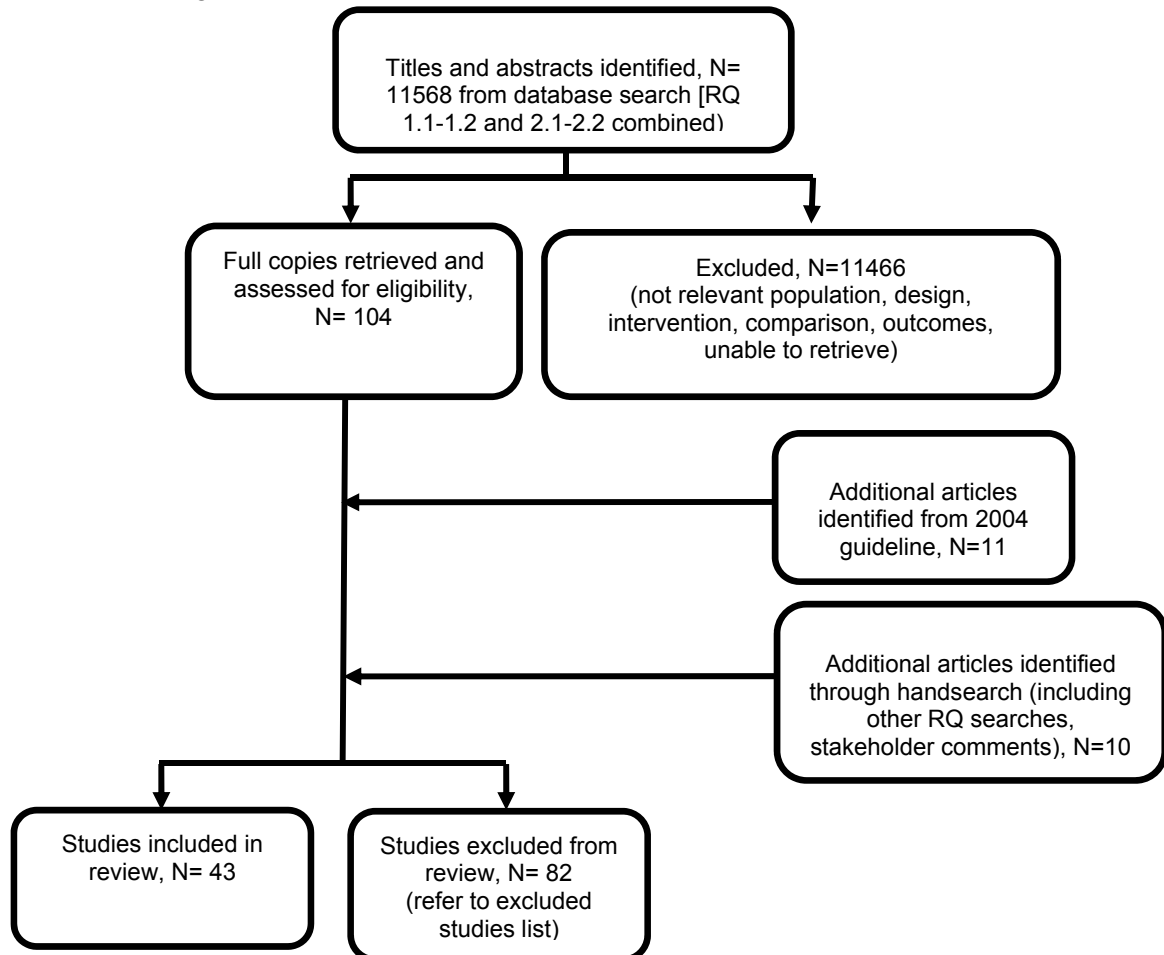 Titles and abstracts identified, N=
11568 from database search [RQ
1.1-1.2 and 2.1-2.2 combined)
Full copies retrieved and
assessed for eligibility,
N= 104
Excluded, N=11466
(not relevant population, design,
intervention, comparison, outcomes,
unable to retrieve)
Additional articles
identified from 2004
guideline, N=11
Additional articles identified
through handsearch (including
other RQ searches,
stakeholder comments), N=10
Studies included in
review, N= 43
Studies excluded from
review, N= 82
(refer to excluded
studies list)